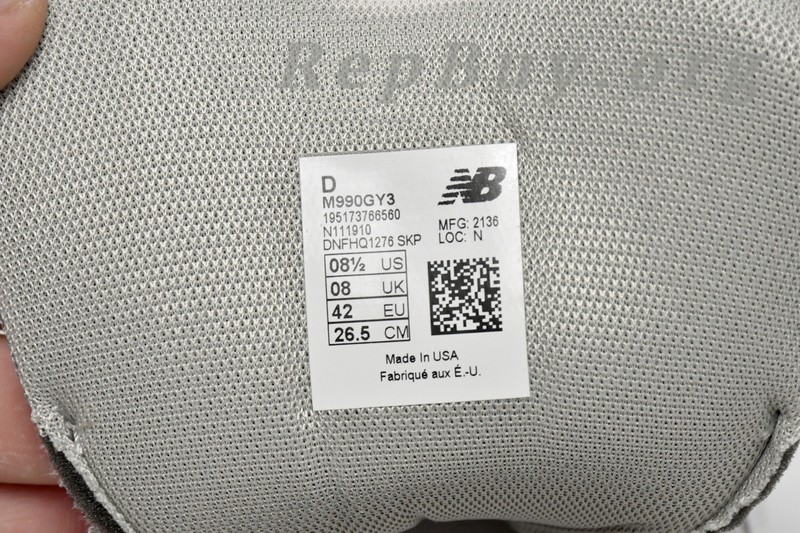 RepBuy.org
D
M990GY3
195173766560
N111910
DNFHQ1276 SKP
NB
MFG: 2136
LOC: N
08½ US
08 UK
42 EU
26.5 CM
Made In USA
Fabriqué aux É.-U.